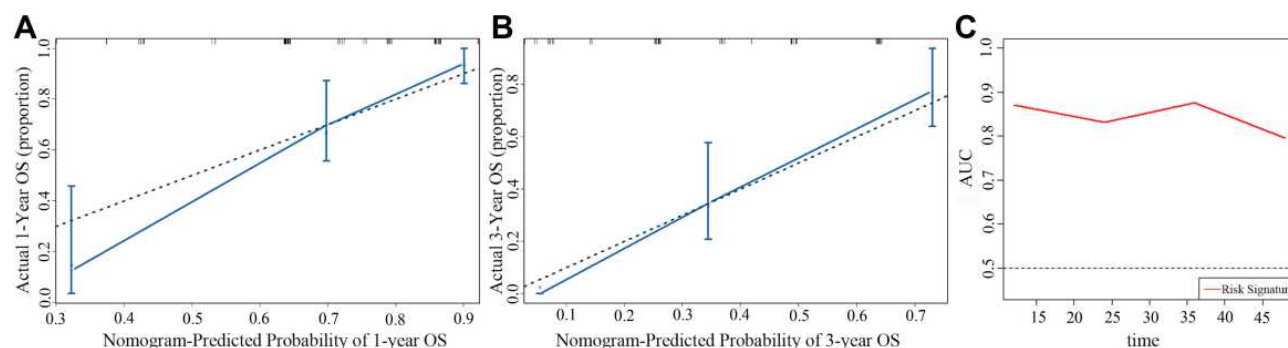 A
B
C
Actual 1-Year OS (proportion)
0.0 0.2 0.4 0.6 0.8 1.0
0.3 0.4 0.5 0.6 0.7 0.8 0.9
Nomogram-Predicted Probability of 1-year OS
Actual 3-Year OS (proportion)
0.0 0.2 0.4 0.6 0.8
0.1 0.2 0.3 0.4 0.5 0.6 0.7
Nomogram-Predicted Probability of 3-year OS
AUC
0.5 0.6 0.7 0.8 0.9 1.0
15 20 25 30 35 40 45
time
Risk Signatur